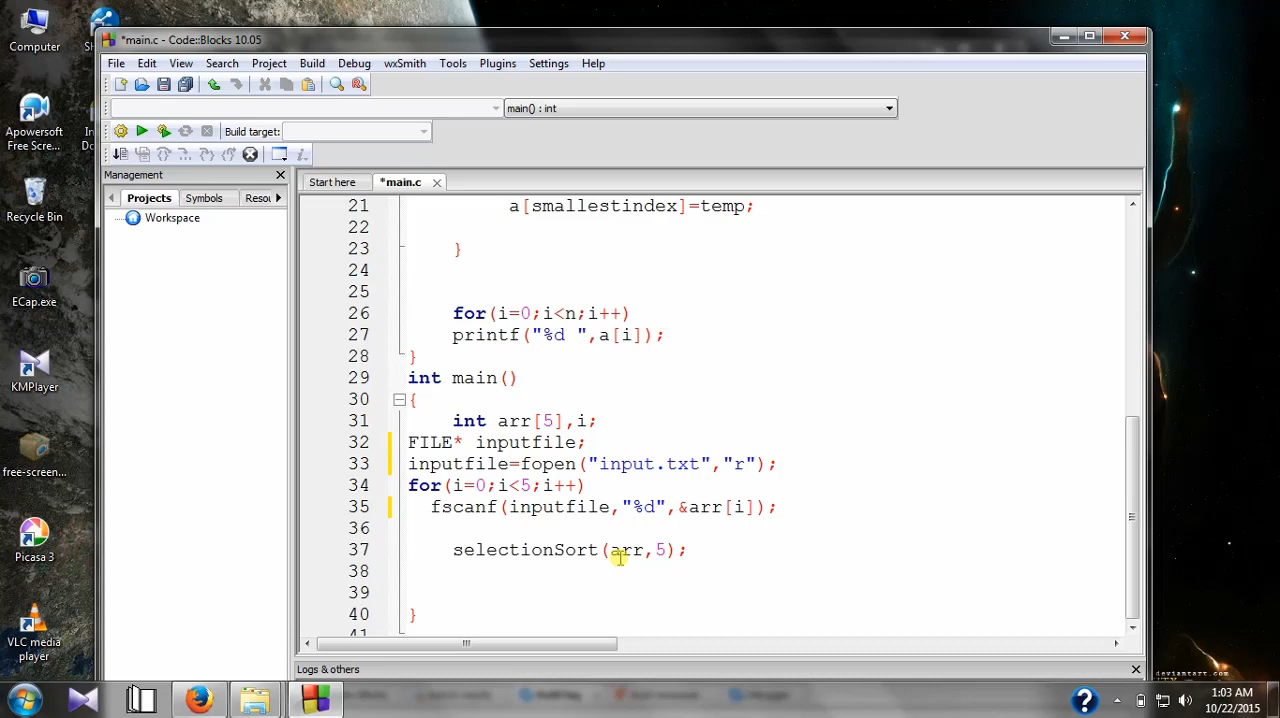 *main.c - Code::Blocks 10.05
File Edit View Search Project Build Debug wxSmith Tools Plugins Settings Help
main() : int
Build target:
Management
Projects Symbols Resou
Workspace
Start here *main.c
21 a[smallestindex]=temp;
22
23 }
24
25
26 for(i=0;i<n;i++)
27 printf("%d ",a[i]);
28 }
29 int main()
30 {
31 int arr[5],i;
32 FILE* inputfile;
33 inputfile=fopen("input.txt","r");
34 for(i=0;i<5;i++)
35 fscanf(inputfile,"%d",&arr[i]);
36
37 selectionSort(arr,5);
38
39
40 }
41
Logs & others
Computer
Apowersoft
Free Scre...
Recycle Bin
ECap.exe
KMPlayer
free-screen...
Picasa 3
VLC media
player
deviantart.com
1:03 AM
10/22/2015